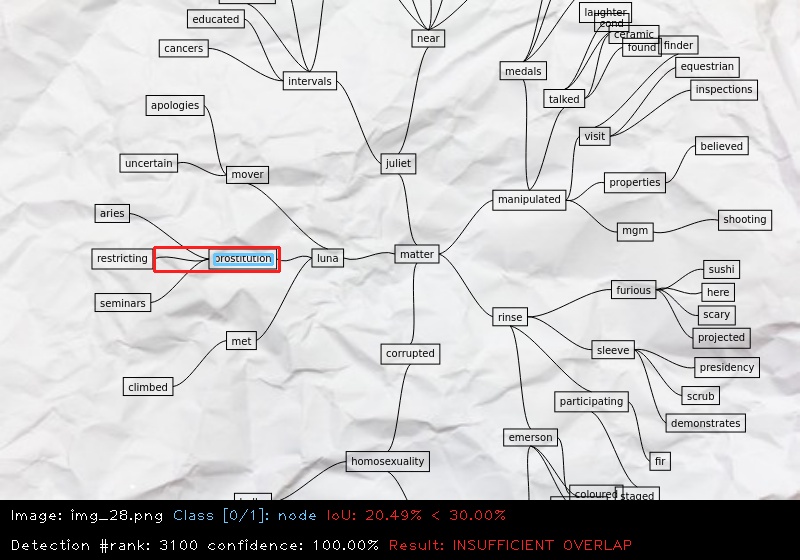 laughter
cond
educated
ceramic
near
found
finder
cancers
equestrian
medals
intervals
inspections
talked
apologies
visit
believed
juliet
uncertain
mover
properties
manipulated
aries
shooting
mgm
matter
restricting
prostitution
luna
sushi
furious
here
seminars
scary
rinse
projected
met
sleeve
corrupted
presidency
climbed
scrub
participating
demonstrates
emerson
homosexuality
fir
coloured
staged
Image: img_28.png Class [0/1]: node IoU: 20.49% < 30.00%
Detection #rank: 3100 confidence: 100.00% Result: INSUFFICIENT OVERLAP